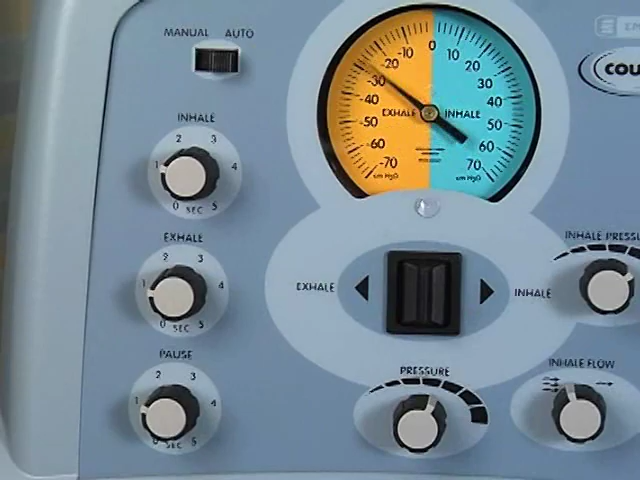 MANUAL AUTO
INHALE
0 1 2 3 4 5
SEC
EXHALE
0 1 2 3 4 5
SEC
PAUSE
0 1 2 3 4 5
SEC
-70 -60 -50 -40 -30 -20 -10 0 10 20 30 40 50 60 70
EXHALE INHALE
cm H₂O cm H₂O
EXHALE INHALE
PRESSURE
INHALE PRESSU
INHALE FLOW
COU
EM